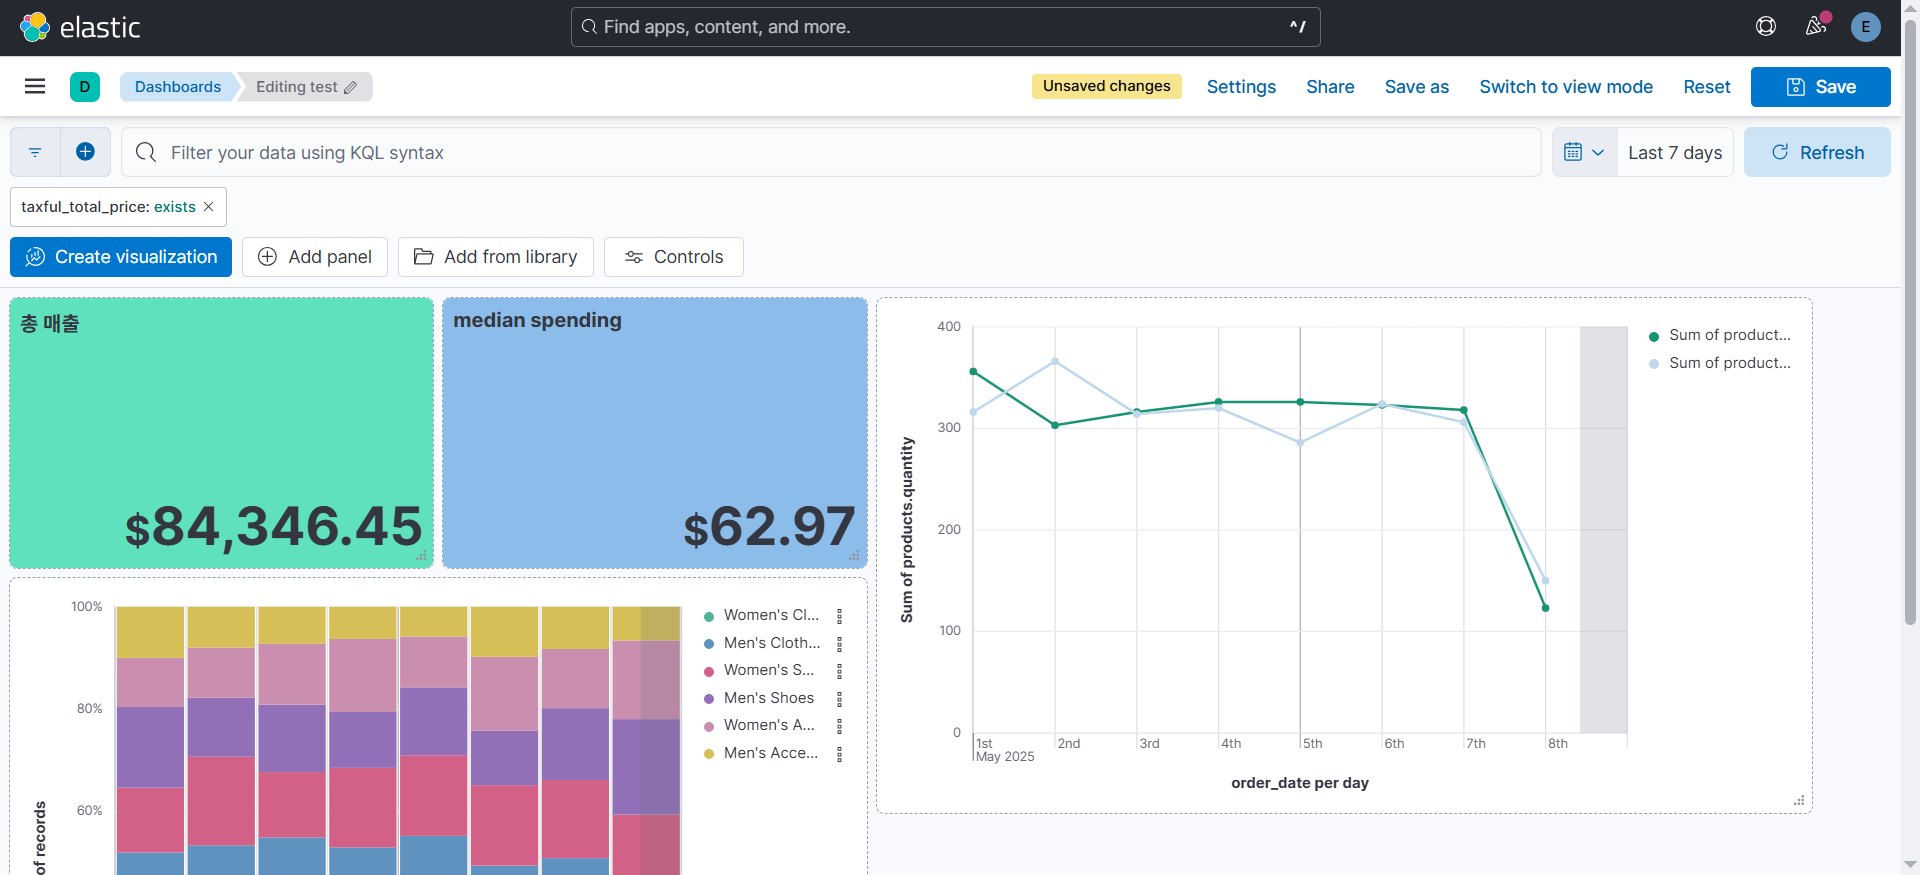 elastic
Find apps, content, and more.
^/
E
D
Dashboards
Editing test
Unsaved changes
Settings
Share
Save as
Switch to view mode
Reset
Save
Filter your data using KQL syntax
Last 7 days
Refresh
taxful_total_price: exists
Create visualization
Add panel
Add from library
Controls
총 매출
$84,346.45
median spending
$62.97
400
300
200
100
0
Sum of products.quantity
1st
2nd
3rd
4th
5th
6th
7th
8th
May 2025
order_date per day
Sum of product...
Sum of product...
100%
80%
60%
of records
Women's Cl...
Men's Cloth...
Women's S...
Men's Shoes
Women's A...
Men's Acce...